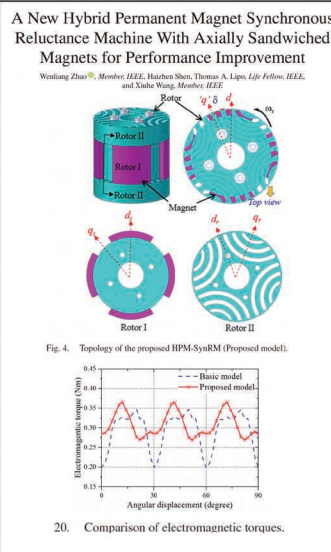 A New Hybrid Permanent Magnet Synchronous
Reluctance Machine With Axially Sandwiched
Magnets for Performance Improvement
Wenliang Zhao, Member, IEEE, Haizhen Shen, Thomas A. Lipo, Life Fellow, IEEE,
and Xiuhe Wang, Member, IEEE
Rotor
'q' δ d
ωr
Rotor II
Rotor I
Rotor II
Magnet
Top view
d1
q1
dr qr
Rotor I
Rotor II
Fig. 4. Topology of the proposed HPM-SynRM (Proposed model).
Electromagnetic torque (Nm)
0.45
0.40
0.35
0.30
0.25
0.20
0.15
Basic model
Proposed model
0 30 60 90
Angular displacement (degree)
20. Comparison of electromagnetic torques.